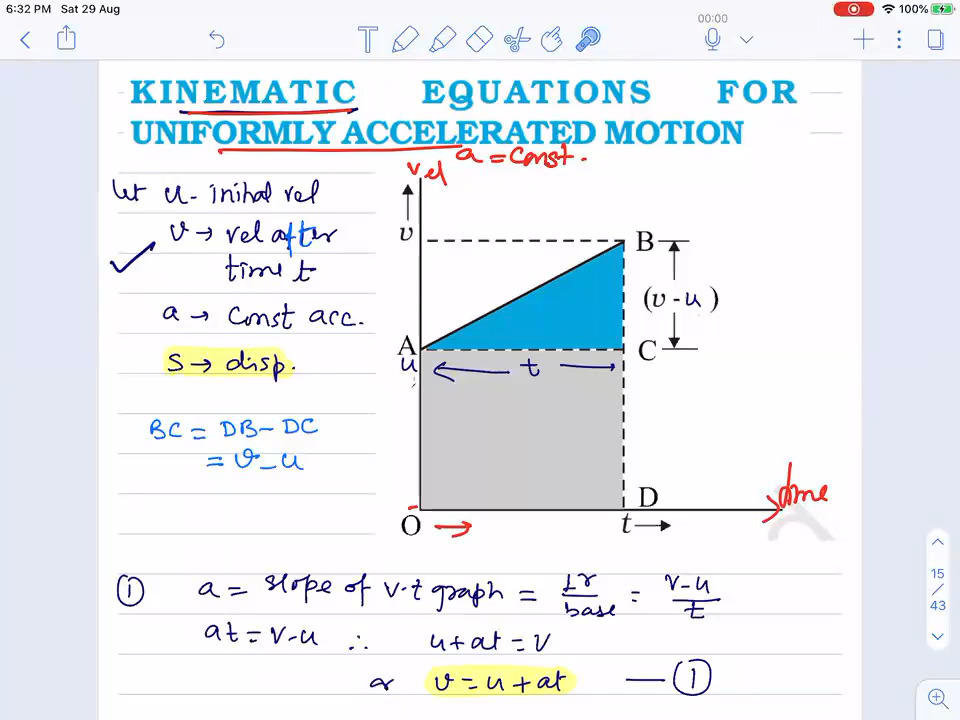 6:32 PM Sat 29 Aug
100%
00:00
KINEMATIC EQUATIONS FOR
UNIFORMLY ACCELERATED MOTION
a = const.
vel
let u - initial vel
v → vel after
time t
a → const acc.
S → disp.
BC = DB - DC
= v - u
v
B
(v - u)
A
C
u
t
D
time
O
t
15
/
43
① a = slope of v-t graph = Lr/base = v-u/t
at = v-u ∴ u+at = v
or v = u + at — ①